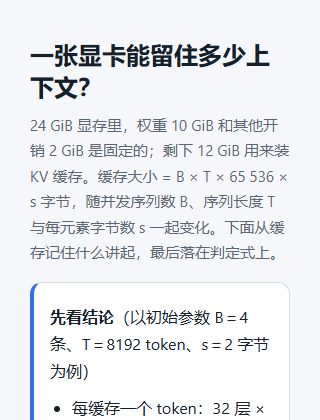 一张显卡能留住多少上
下文？
24 GiB 显存里，权重 10 GiB 和其他开
销 2 GiB 是固定的；剩下 12 GiB 用来装
KV 缓存。缓存大小 = B × T × 65 536 ×
s 字节，随并发序列数 B、序列长度 T
与每元素字节数 s 一起变化。下面从缓
存记住什么讲起，最后落在判定式上。
先看结论（以初始参数 B = 4
条、T = 8192 token、s = 2 字节
为例）
• 每缓存一个 token：32 层 ×